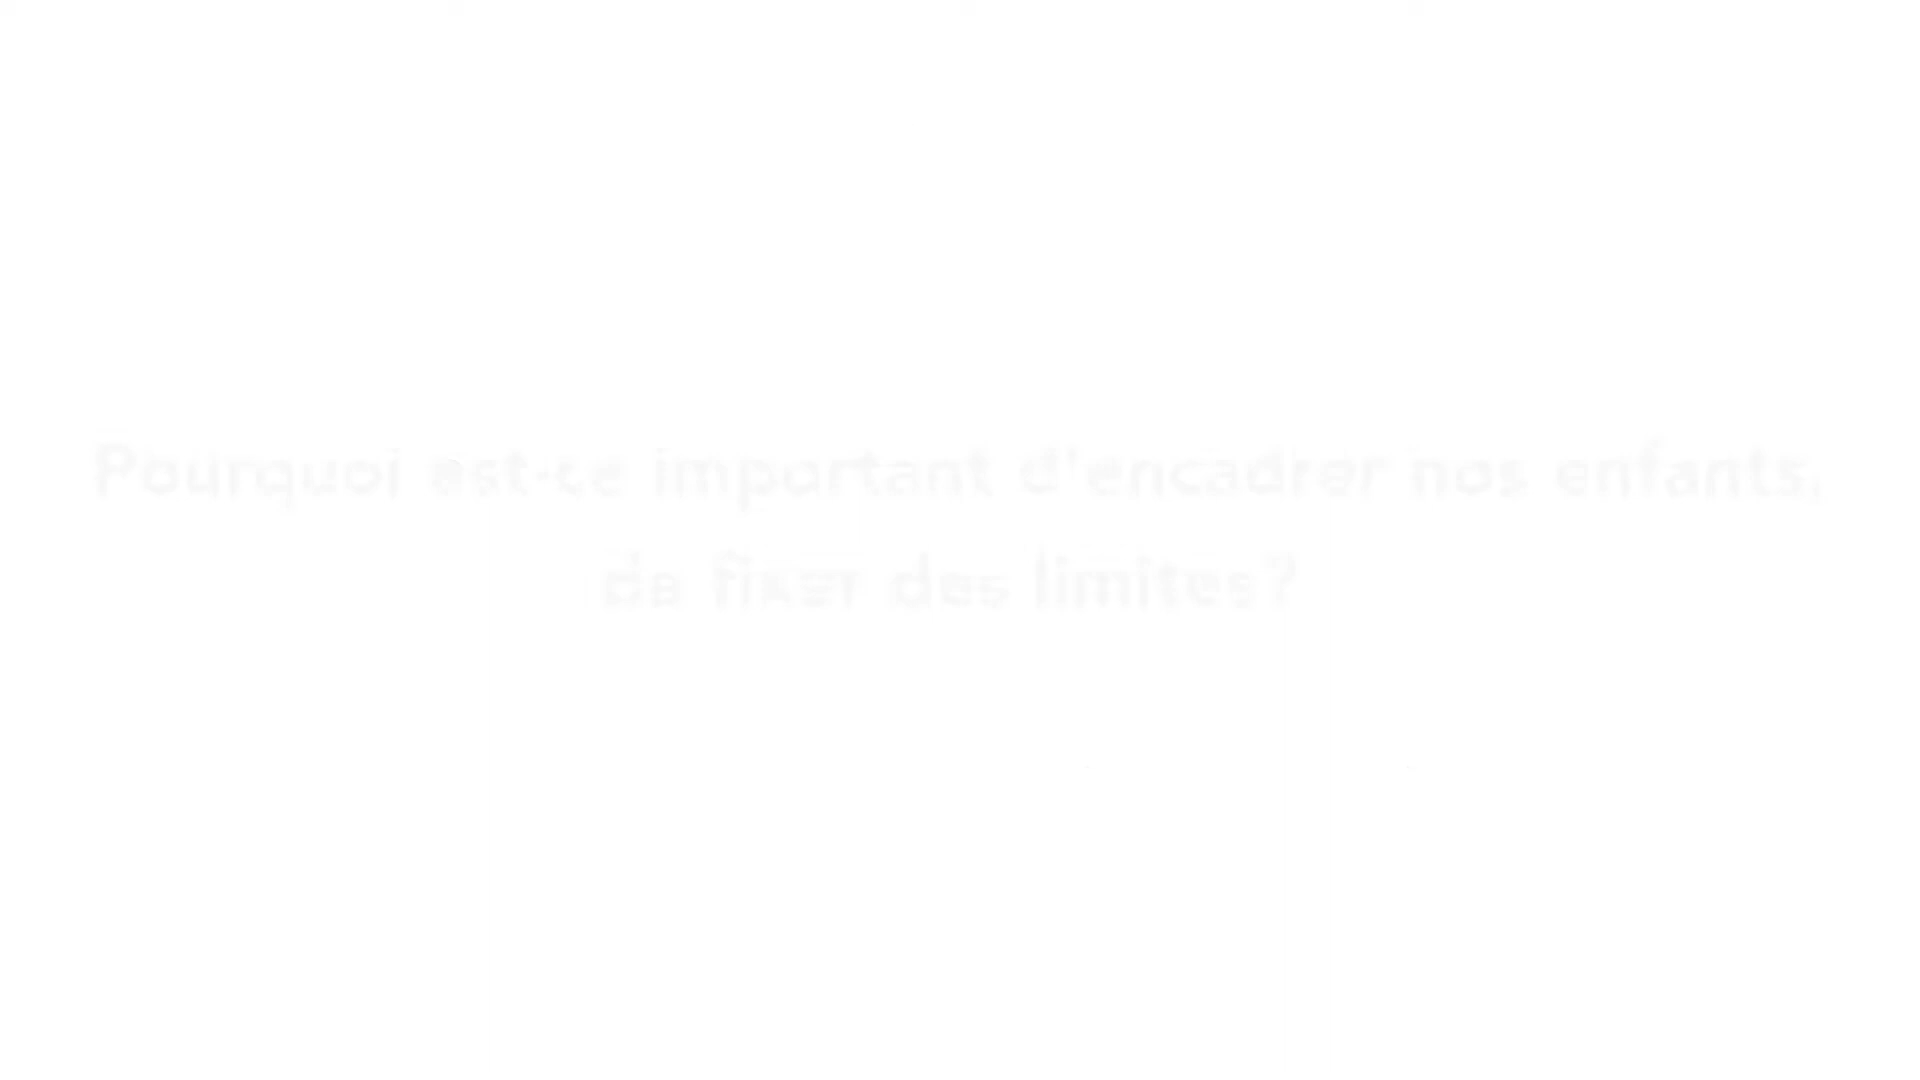 Pourquoi est-ce important d'encadrer nos enfants,
de fixer des limites?